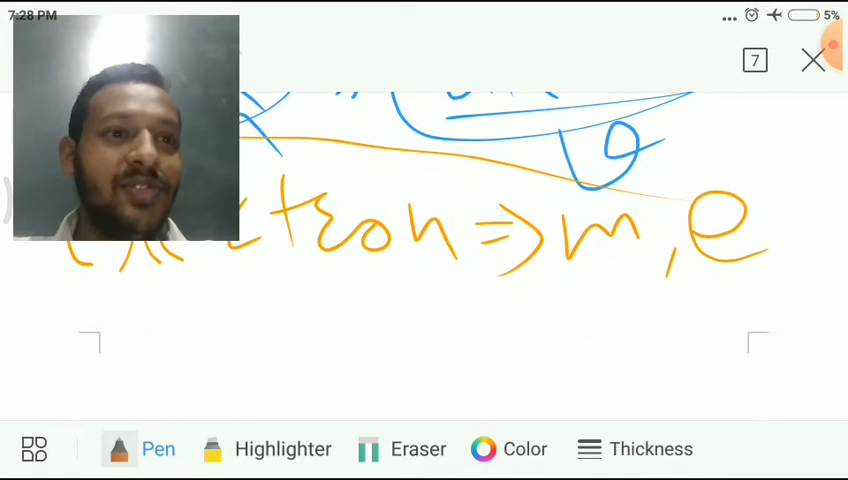 7:28 PM ... 5%
7
ctron ⇒ m, e
Pen Highlighter Eraser Color Thickness